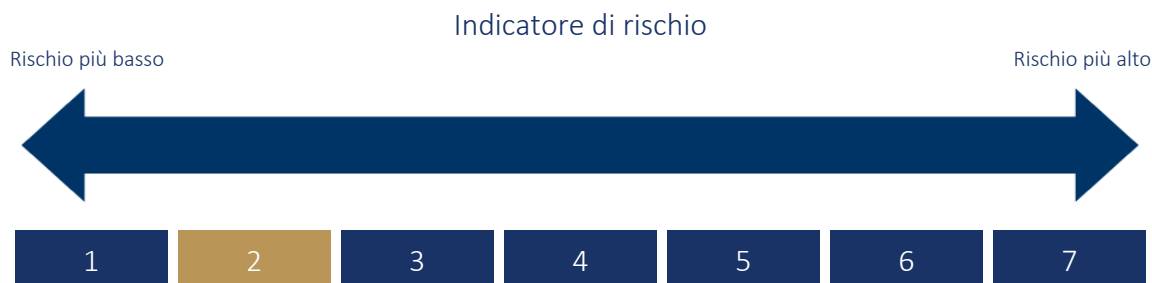 Indicatore di rischio
Rischio più basso Rischio più alto
1 2 3 4 5 6 7